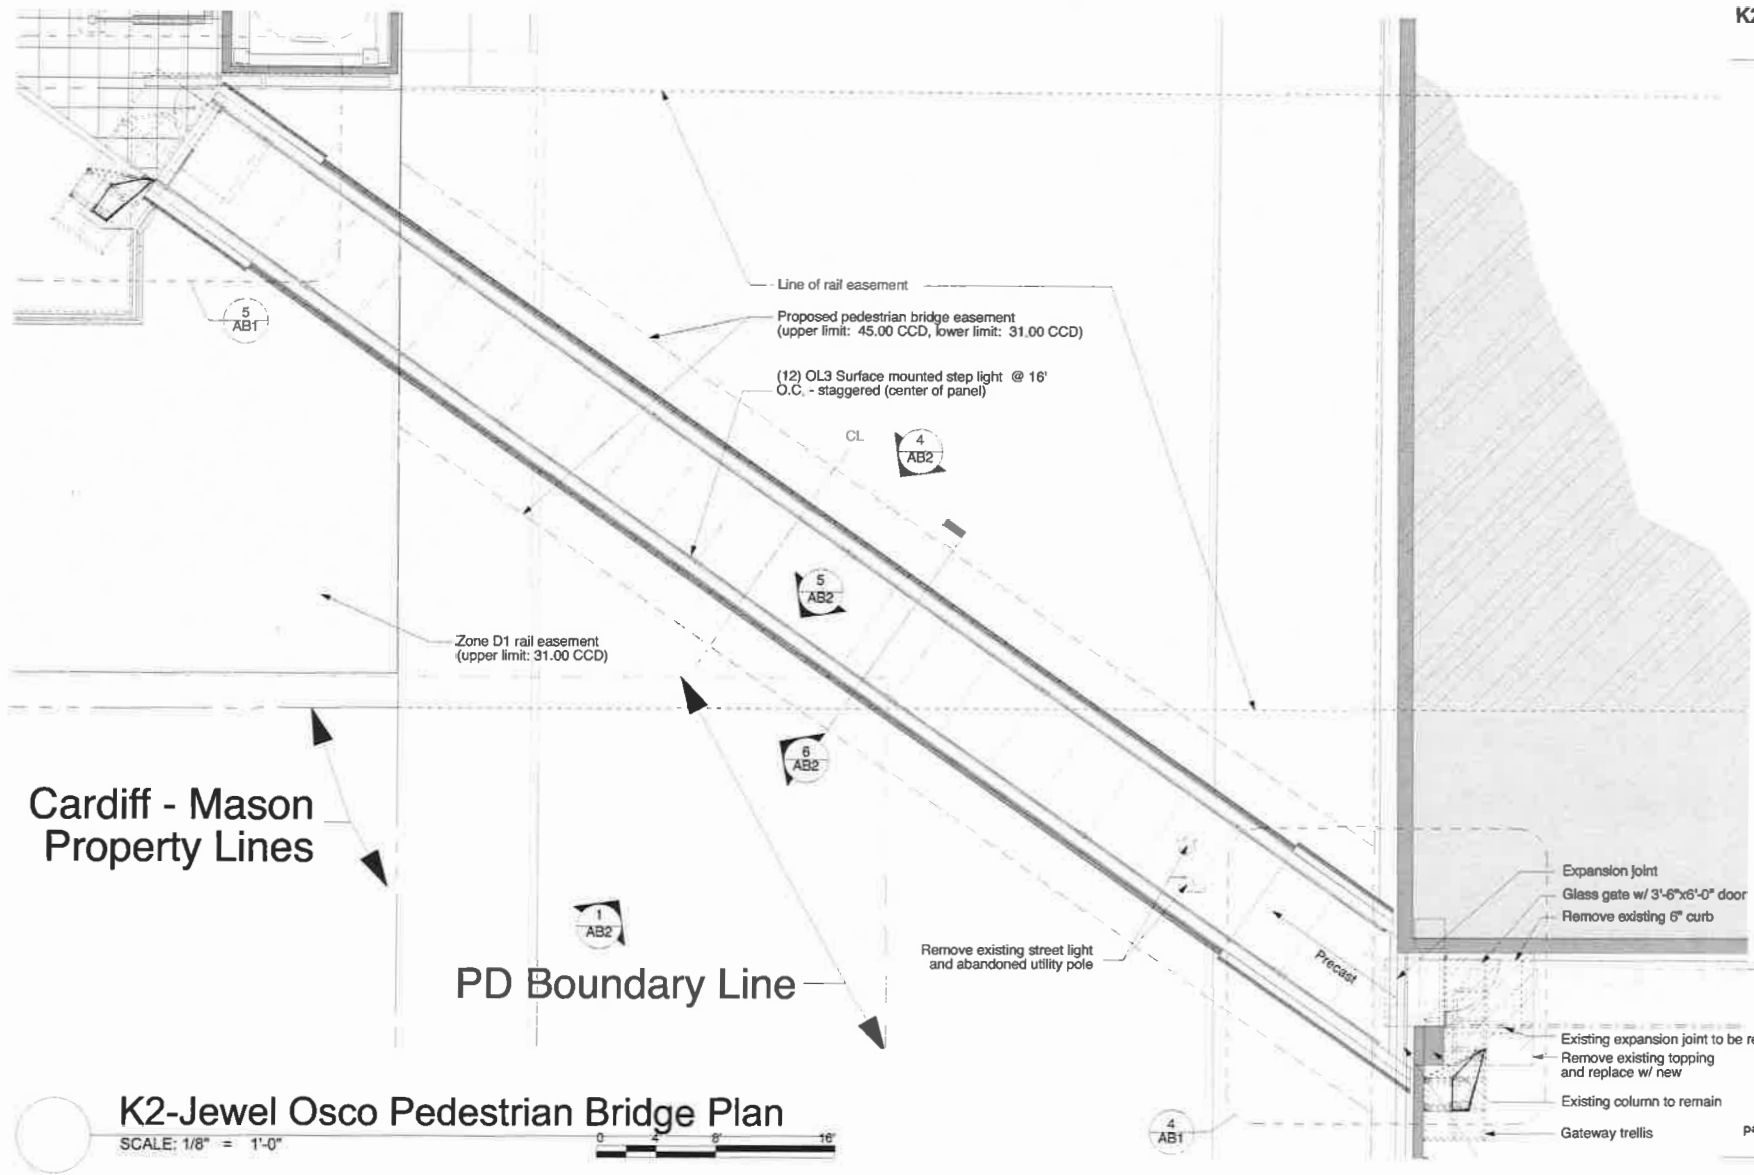 K2
Line of rail easement
Proposed pedestrian bridge easement
(upper limit: 45.00 CCD, lower limit: 31.00 CCD)
(12) OL3 Surface mounted step light @ 16'
O.C. - staggered (center of panel)
CL
4
AB2
5
AB1
5
AB2
Zone D1 rail easement
(upper limit: 31.00 CCD)
6
AB2
Cardiff - Mason
Property Lines
1
AB2
PD Boundary Line
Remove existing street light
and abandoned utility pole
Precast
Expansion joint
Glass gate w/ 3'-6"x6'-0" door
Remove existing 6" curb
Existing expansion joint to be re
Remove existing topping
and replace w/ new
Existing column to remain
Gateway trellis
4
AB1
K2-Jewel Osco Pedestrian Bridge Plan
SCALE: 1/8" = 1'-0"
0 4' 8' 16'